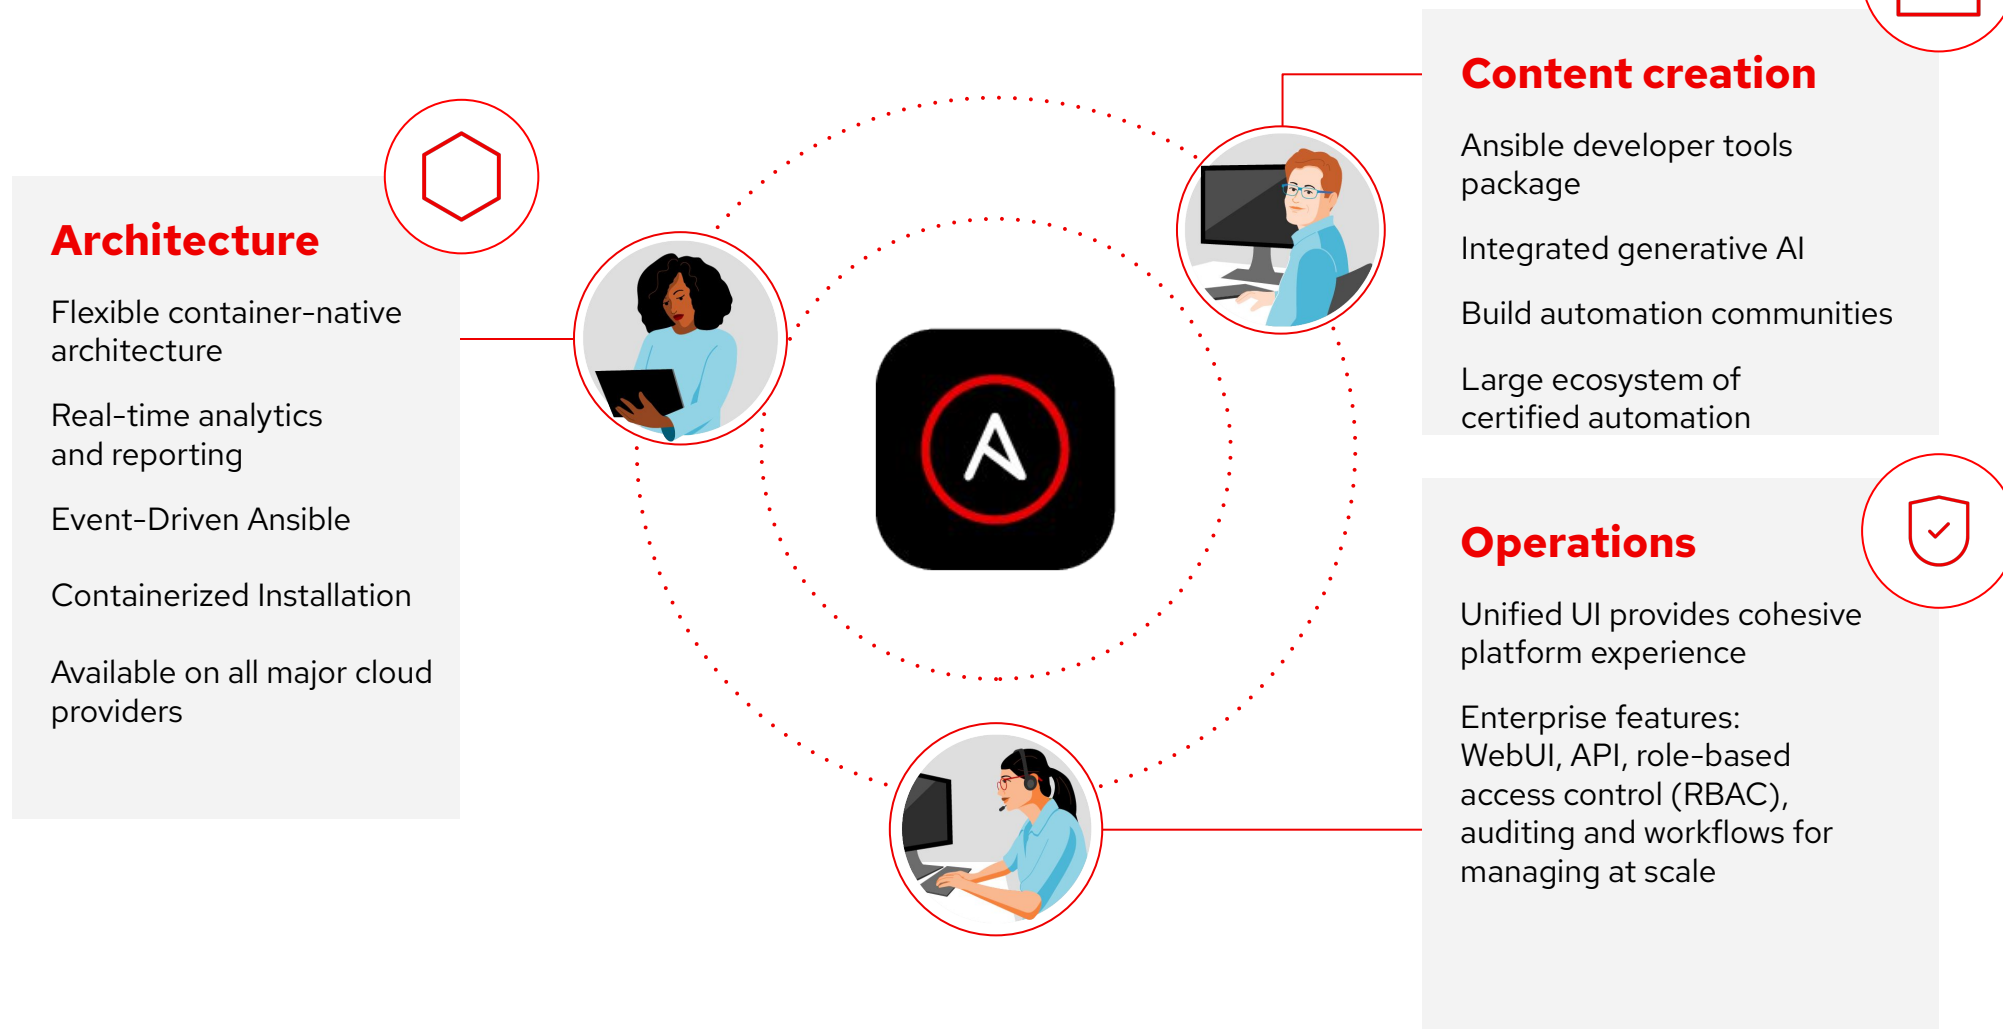 Architecture
Flexible container-native
architecture
Real-time analytics
and reporting
Event-Driven Ansible
Containerized Installation
Available on all major cloud
providers
Content creation
Ansible developer tools
package
Integrated generative AI
Build automation communities
Large ecosystem of
certified automation
Operations
Unified UI provides cohesive
platform experience
Enterprise features:
WebUI, API, role-based
access control (RBAC),
auditing and workflows for
managing at scale